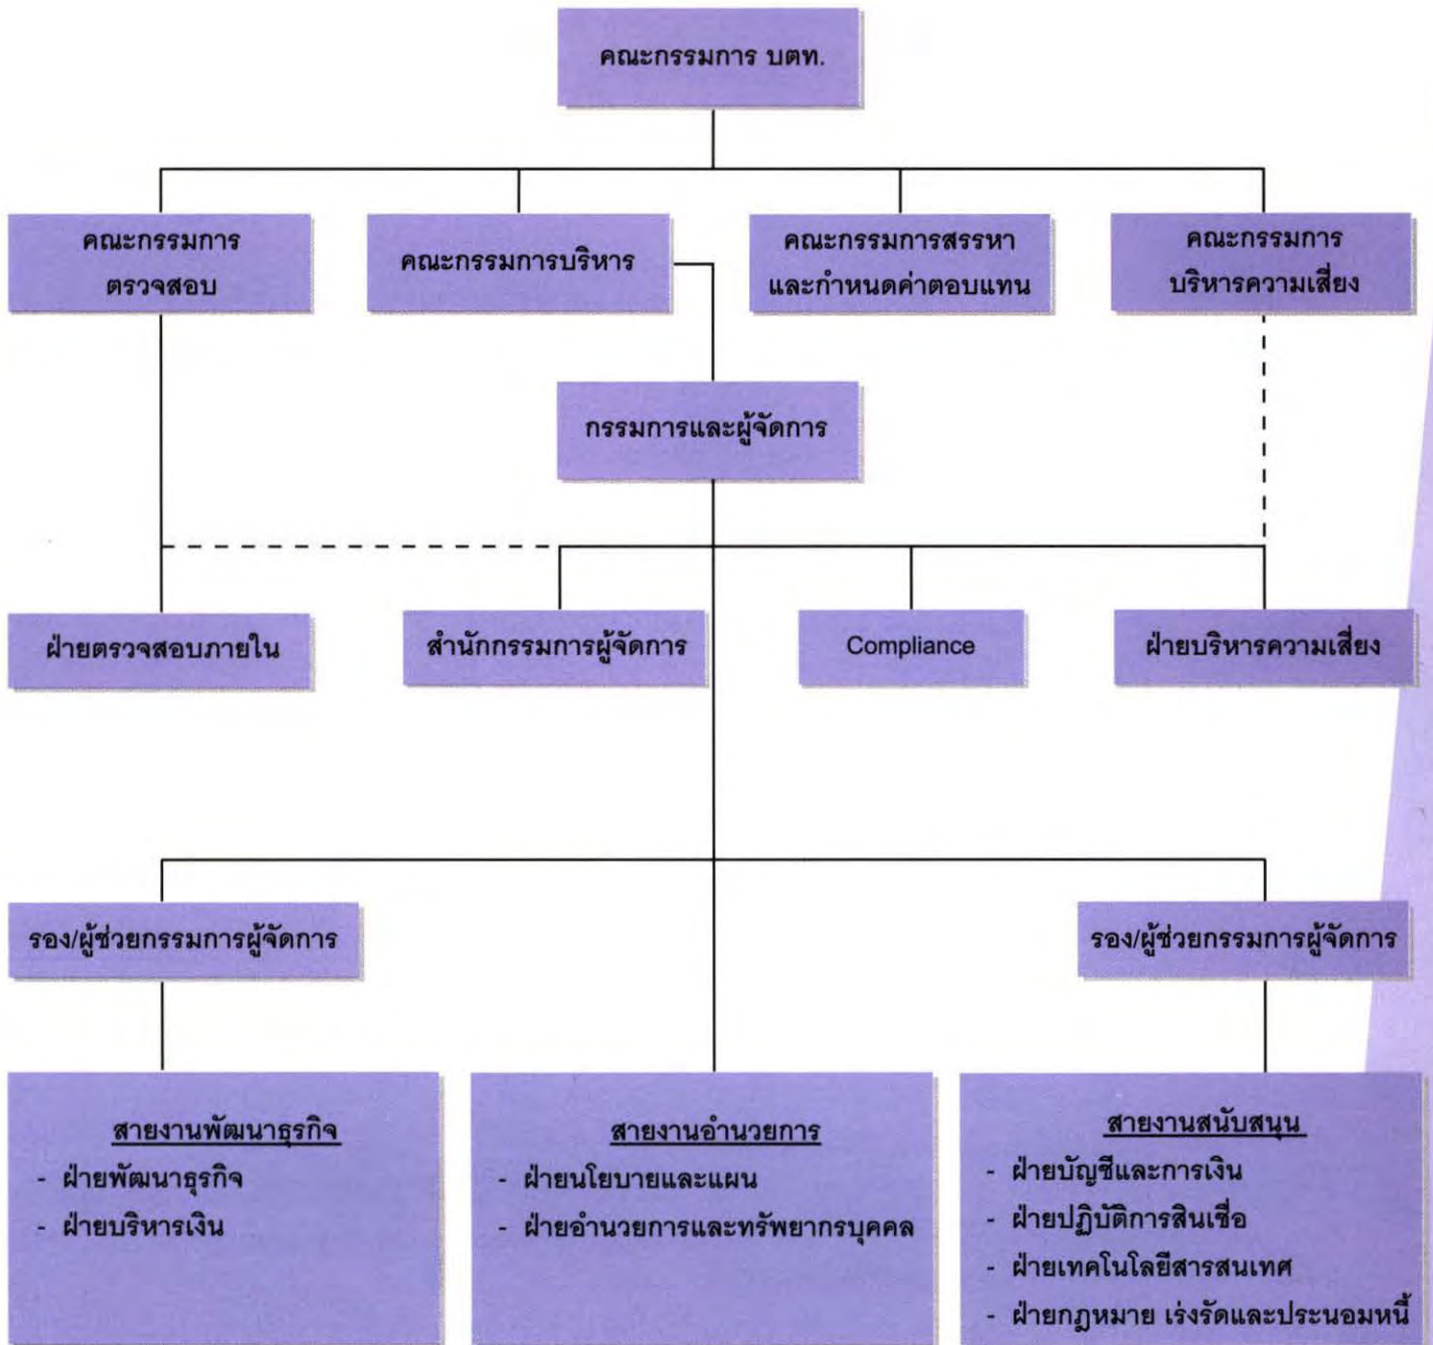 คณะกรรมการ บตท.
คณะกรรมการ
ตรวจสอบ
คณะกรรมการบริหาร
คณะกรรมการสรรหา
และกำหนดค่าตอบแทน
คณะกรรมการ
บริหารความเสี่ยง
กรรมการและผู้จัดการ
ฝ่ายตรวจสอบภายใน
สำนักกรรมการผู้จัดการ
Compliance
ฝ่ายบริหารความเสี่ยง
รอง/ผู้ช่วยกรรมการผู้จัดการ
รอง/ผู้ช่วยกรรมการผู้จัดการ
สายงานพัฒนาธุรกิจ
- ฝ่ายพัฒนาธุรกิจ
- ฝ่ายบริหารเงิน
สายงานอำนวยการ
- ฝ่ายนโยบายและแผน
- ฝ่ายอำนวยการและทรัพยากรบุคคล
สายงานสนับสนุน
- ฝ่ายบัญชีและการเงิน
- ฝ่ายปฏิบัติการสินเชื่อ
- ฝ่ายเทคโนโลยีสารสนเทศ
- ฝ่ายกฎหมาย เร่งรัดและประนอมหนี้